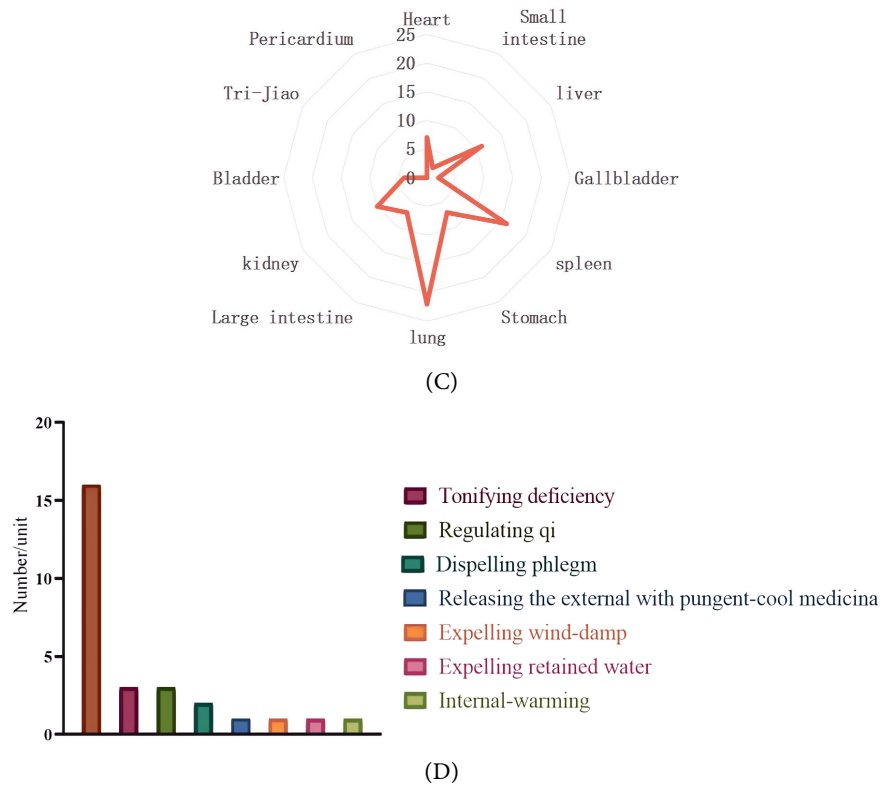 Heart
Small
intestine
liver
Gallbladder
spleen
Stomach
lung
Large intestine
kidney
Bladder
Tri-Jiao
Pericardium
25
20
15
10
5
0
(C)
20
15
10
5
0
Number/unit
Tonifying deficiency
Regulating qi
Dispelling phlegm
Releasing the external with pungent-cool medicina
Expelling wind-damp
Expelling retained water
Internal-warming
(D)